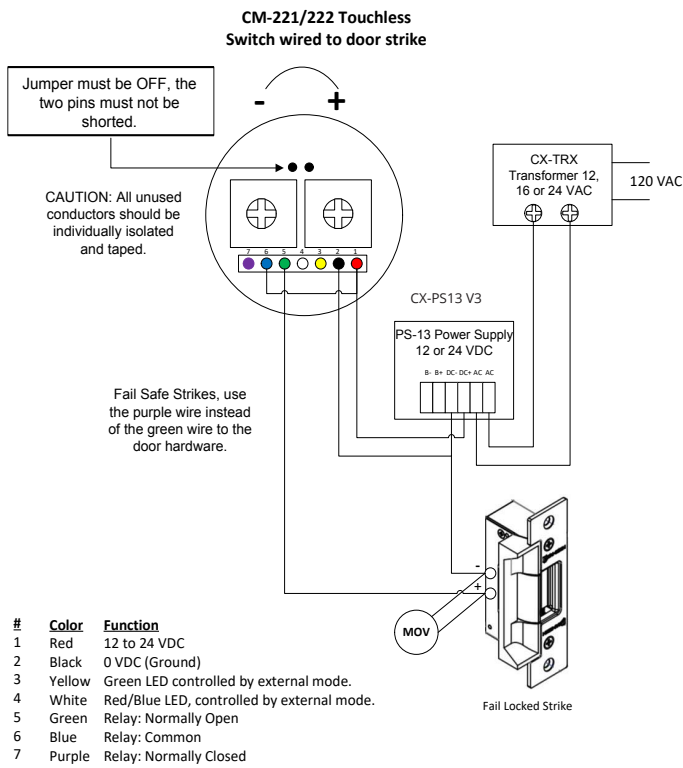 CM-221/222 Touchless
Switch wired to door strike
Jumper must be OFF, the
two pins must not be
shorted.
- +
CX-TRX
Transformer 12,
16 or 24 VAC
120 VAC
CAUTION: All unused
conductors should be
individually isolated
and taped.
7 6 5 4 3 2 1
CX-PS13 V3
PS-13 Power Supply
12 or 24 VDC
B- B+ DC- DC+ AC AC
Fail Safe Strikes, use
the purple wire instead
of the green wire to the
door hardware.
-
+
MOV
Fail Locked Strike
# Color Function
1 Red 12 to 24 VDC
2 Black 0 VDC (Ground)
3 Yellow Green LED controlled by external mode.
4 White Red/Blue LED, controlled by external mode.
5 Green Relay: Normally Open
6 Blue Relay: Common
7 Purple Relay: Normally Closed